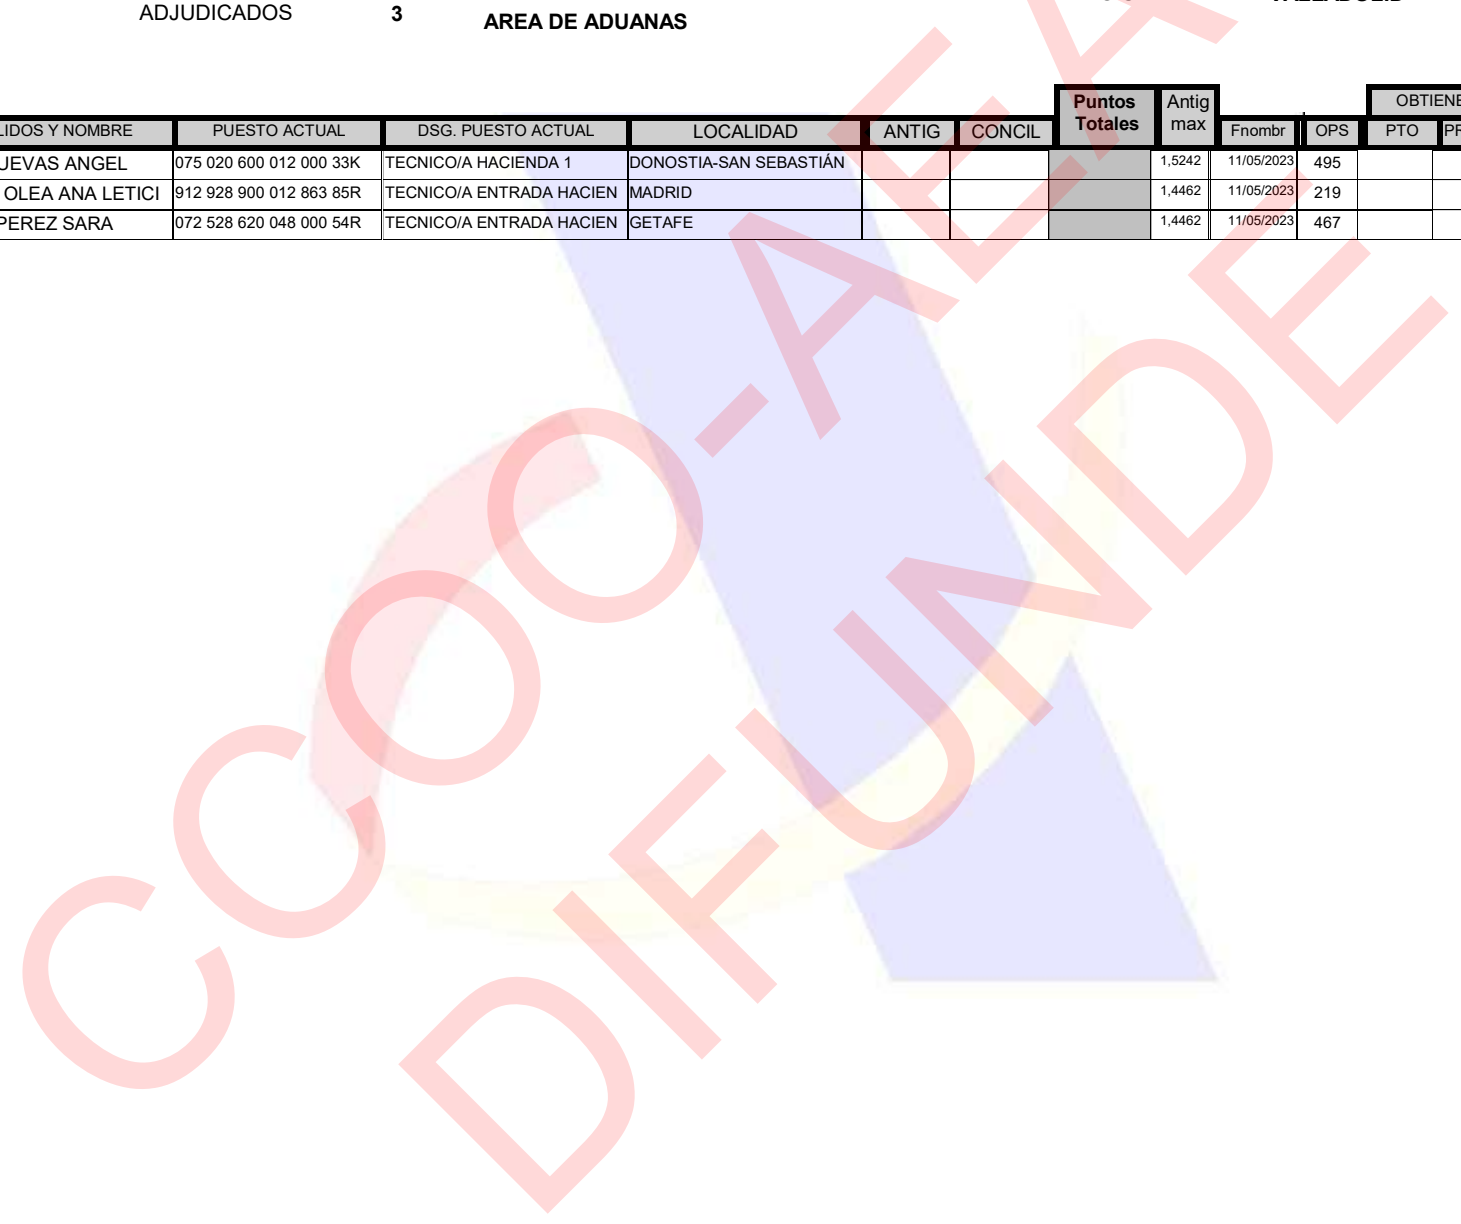 ADJUDICADOS 3 AREA DE ADUANAS
Puntos Totales Antig max OBTIENE
LIDOS Y NOMBRE PUESTO ACTUAL DSG. PUESTO ACTUAL LOCALIDAD ANTIG CONCIL Fnombr OPS PTO PR
UEVAS ANGEL 075 020 600 012 000 33K TECNICO/A HACIENDA 1 DONOSTIA-SAN SEBASTIÁN 1,5242 11/05/2023 495
OLEA ANA LETICI 912 928 900 012 863 85R TECNICO/A ENTRADA HACIEN MADRID 1,4462 11/05/2023 219
PEREZ SARA 072 528 620 048 000 54R TECNICO/A ENTRADA HACIEN GETAFE 1,4462 11/05/2023 467
CCOO-AEA
DIFUNDE